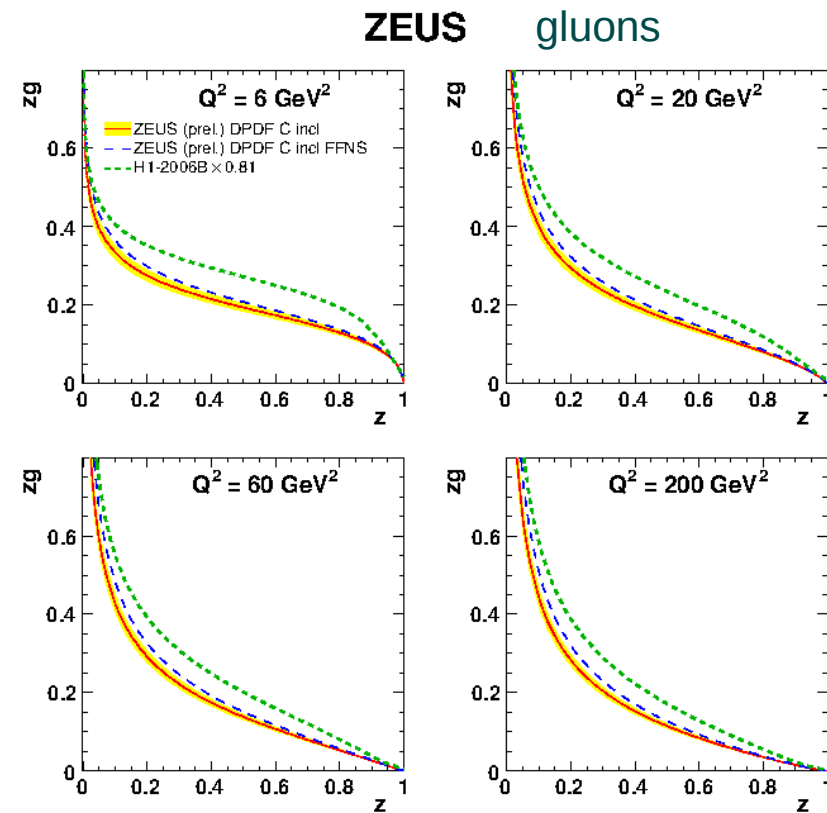 ZEUS gluons
zg
Q² = 6 GeV²
ZEUS (prel.) DPDF C incl
ZEUS (prel.) DPDF C incl FFNS
H1-2006B × 0.81
0.6
0.4
0.2
0
0 0.2 0.4 0.6 0.8 1
z
zg
Q² = 20 GeV²
0.6
0.4
0.2
0
0 0.2 0.4 0.6 0.8 1
z
zg
Q² = 60 GeV²
0.6
0.4
0.2
0
0 0.2 0.4 0.6 0.8 1
z
zg
Q² = 200 GeV²
0.6
0.4
0.2
0
0 0.2 0.4 0.6 0.8 1
z